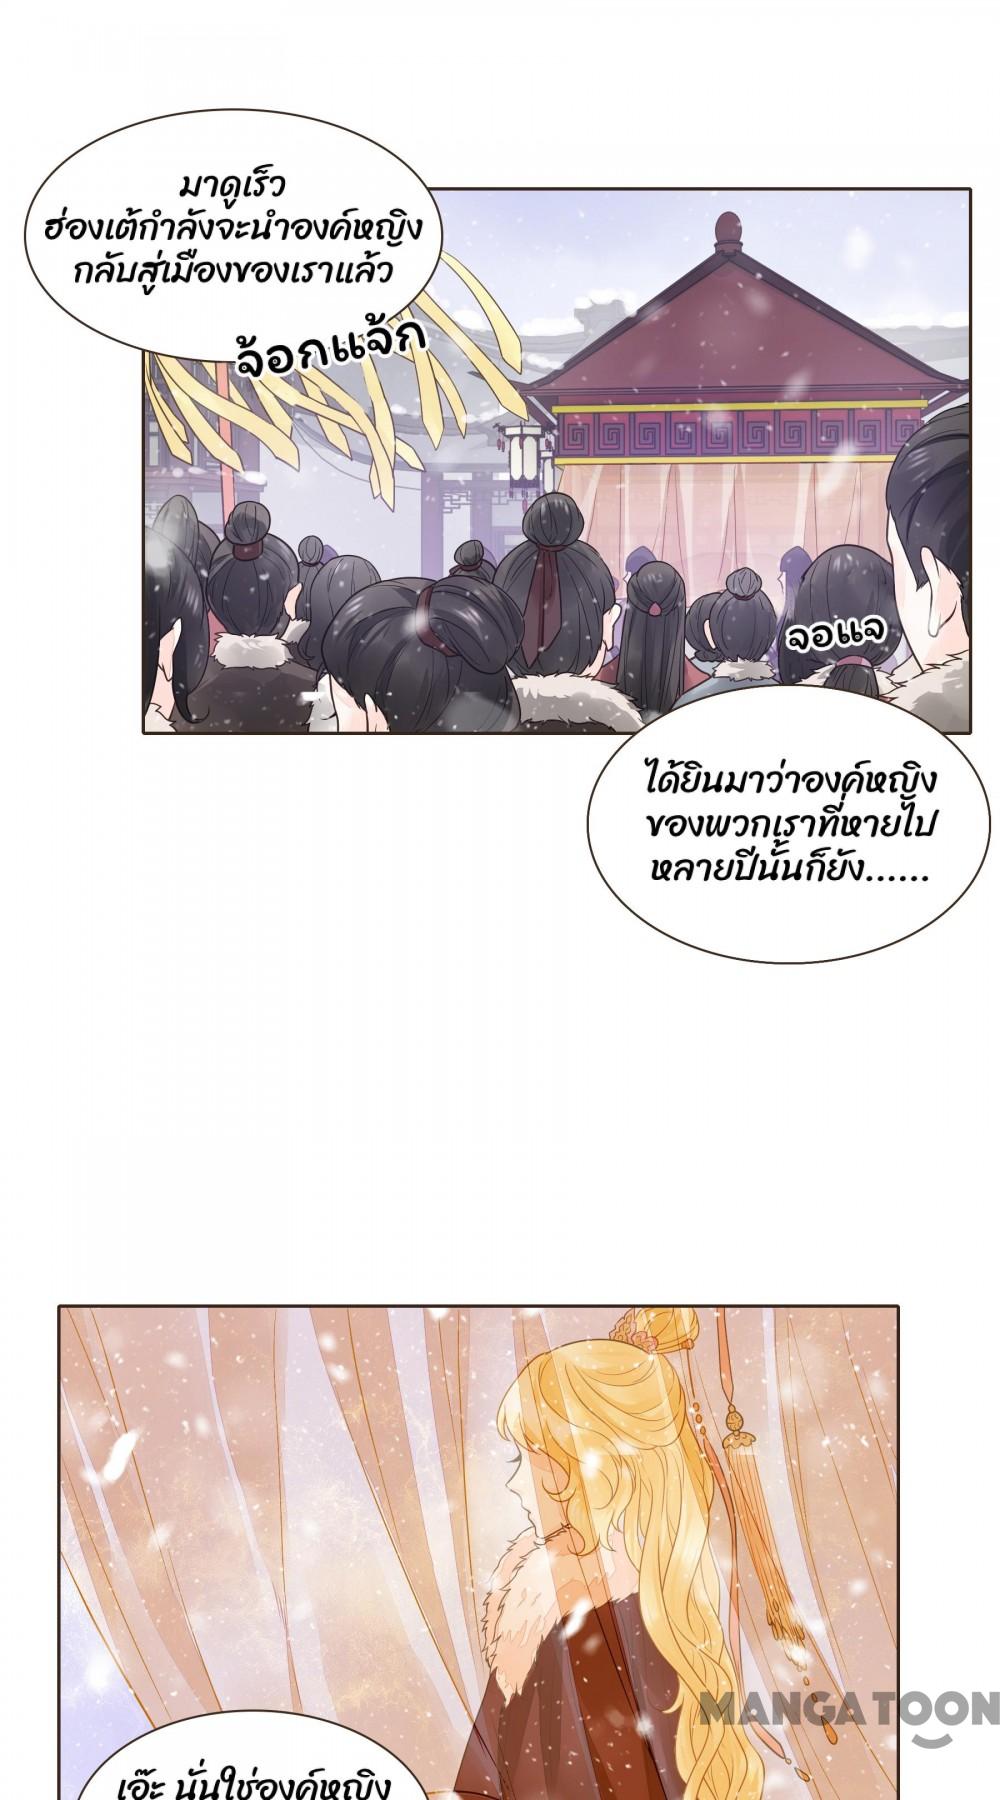 มาดูเร็ว
ฮ่องเต้กำลังจะนำองค์หญิง
กลับสู่เมืองของเราแล้ว
จ้อกแจ้ก
จอแจ
ได้ยินมาว่าองค์หญิง
ของพวกเราที่หายไป
หลายปีนั้นก็ยัง......
MANGATOON
เอ๊ะ นั่นใช่องค์หญิง